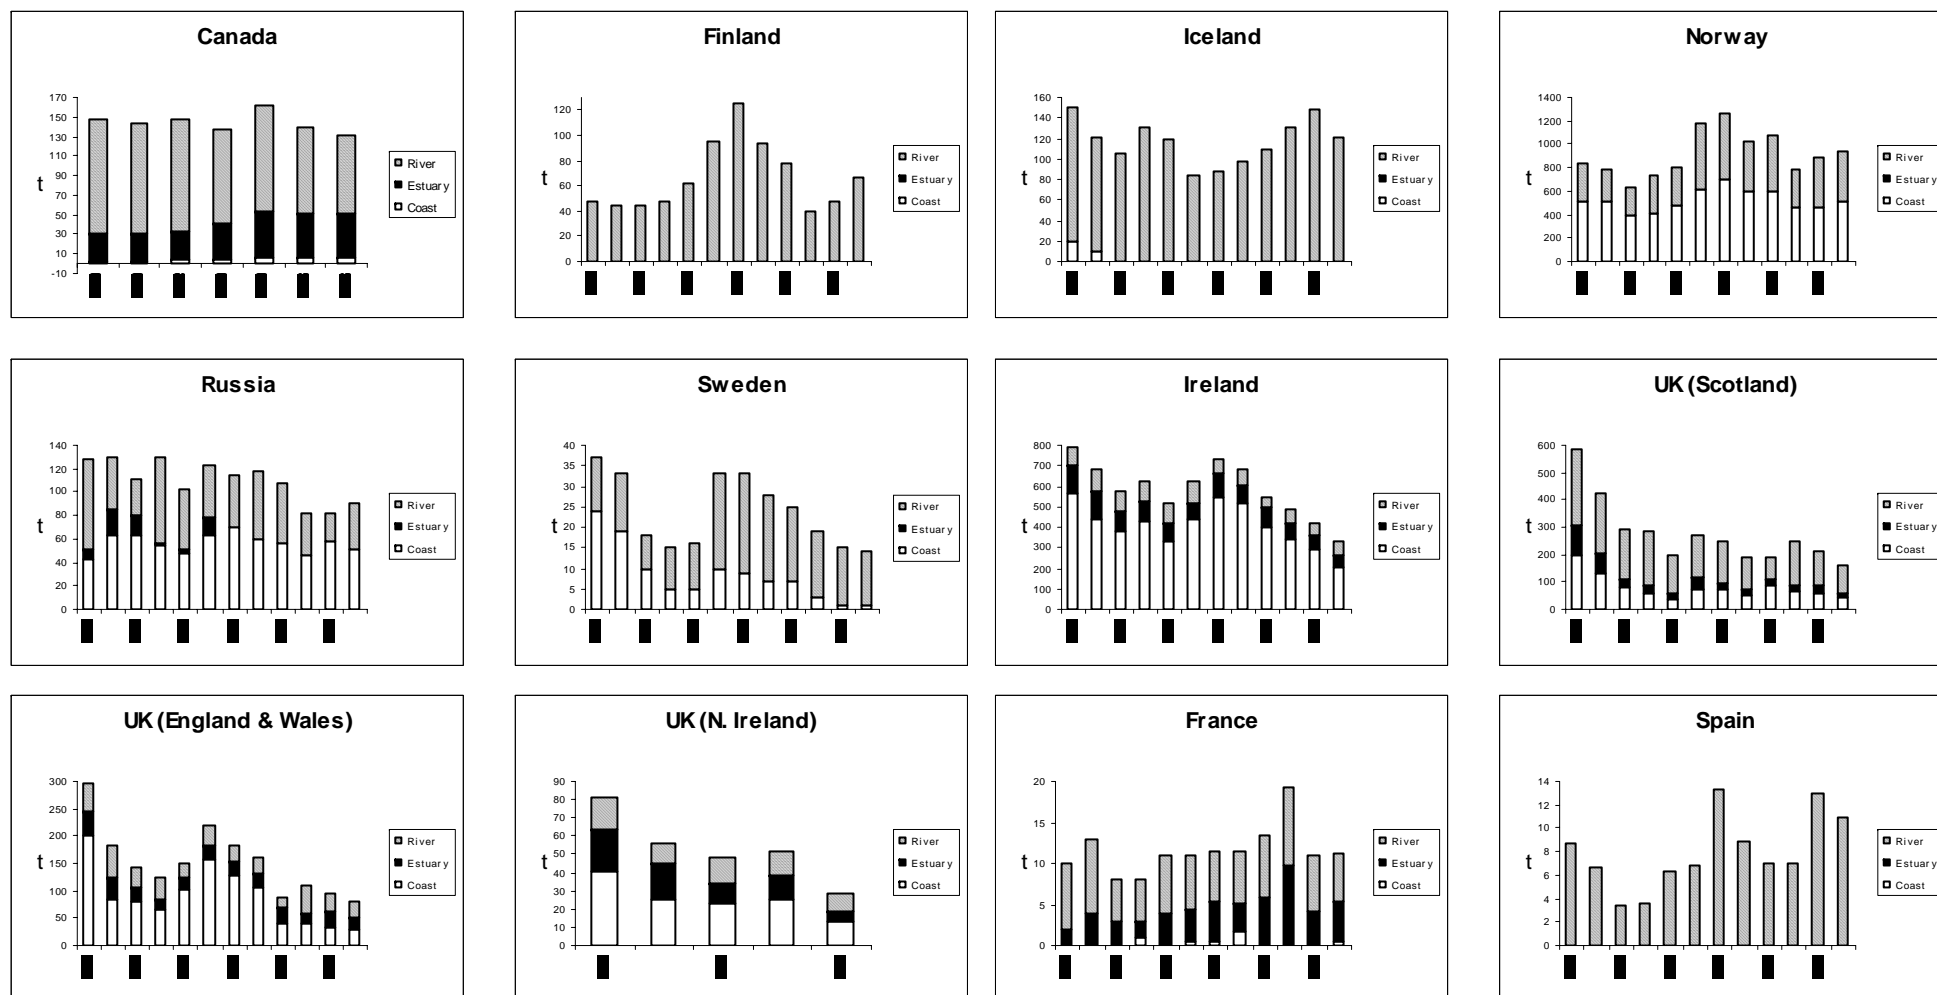 Canada
170
150
130
110
90
70
50
30
10
-10
t
River
Estuary
Coast
Finland
120
100
80
60
40
20
0
t
River
Estuary
Coast
Iceland
160
140
120
100
80
60
40
20
0
t
River
Estuary
Coast
Norway
1400
1200
1000
800
600
400
200
0
t
River
Estuary
Coast
Russia
140
120
100
80
60
40
20
0
t
River
Estuary
Coast
Sweden
40
35
30
25
20
15
10
5
0
t
River
Estuary
Coast
Ireland
800
700
600
500
400
300
200
100
0
t
River
Estuary
Coast
UK (Scotland)
600
500
400
300
200
100
0
t
River
Estuary
Coast
UK (England & Wales)
300
250
200
150
100
50
0
t
River
Estuary
Coast
UK (N. Ireland)
90
80
70
60
50
40
30
20
10
0
t
River
Estuary
Coast
France
20
15
10
5
0
t
River
Estuary
Coast
Spain
14
12
10
8
6
4
2
0
t
River
Estuary
Coast